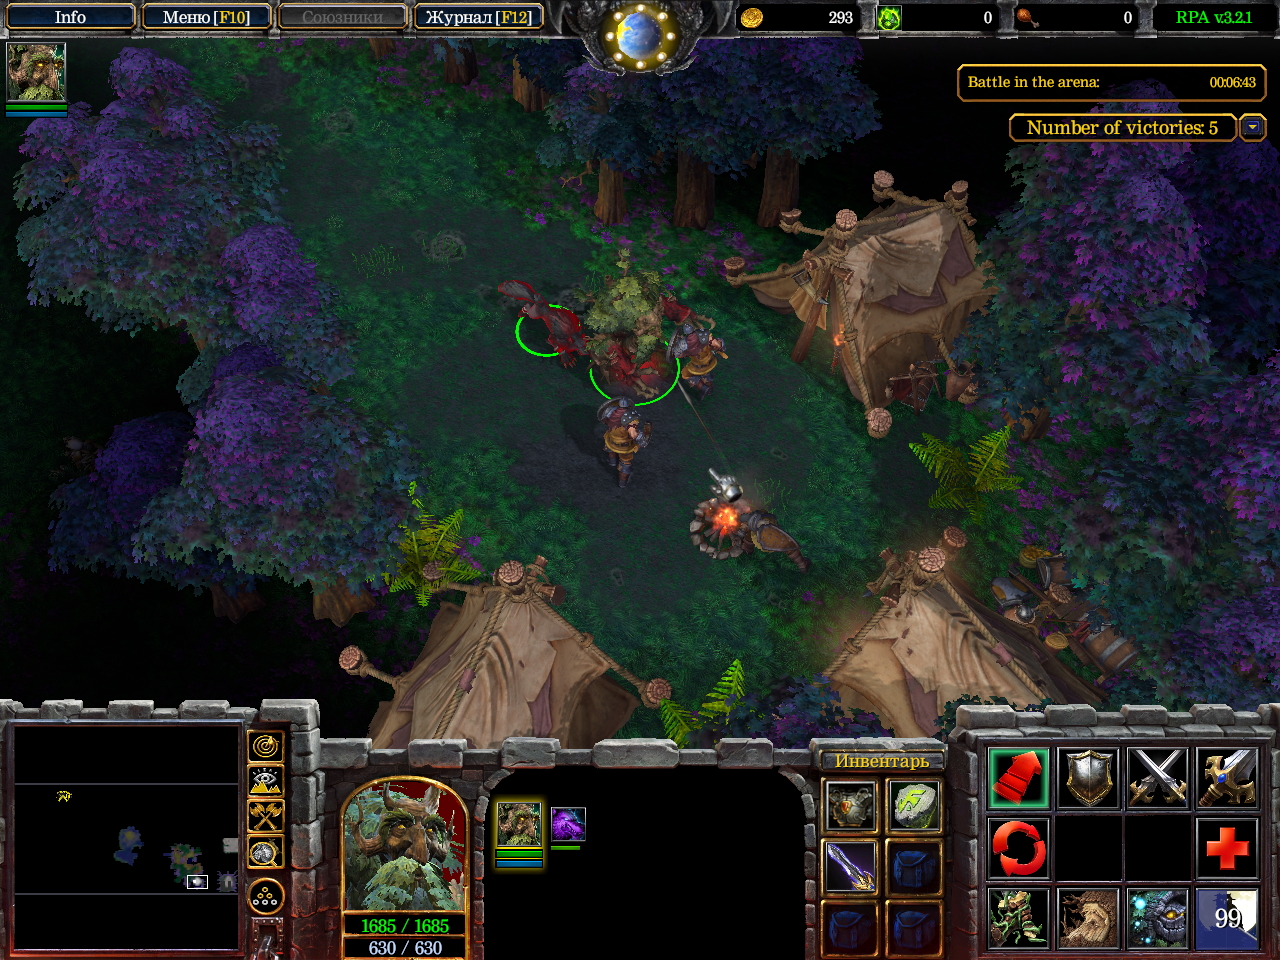 Info
Меню [F10]
Союзники
Журнал [F12]
293
0
0
RPA v.3.2.1
Battle in the arena:
00:06:43
Number of victories: 5
Инвентарь
1685 / 1685
630 / 630
99